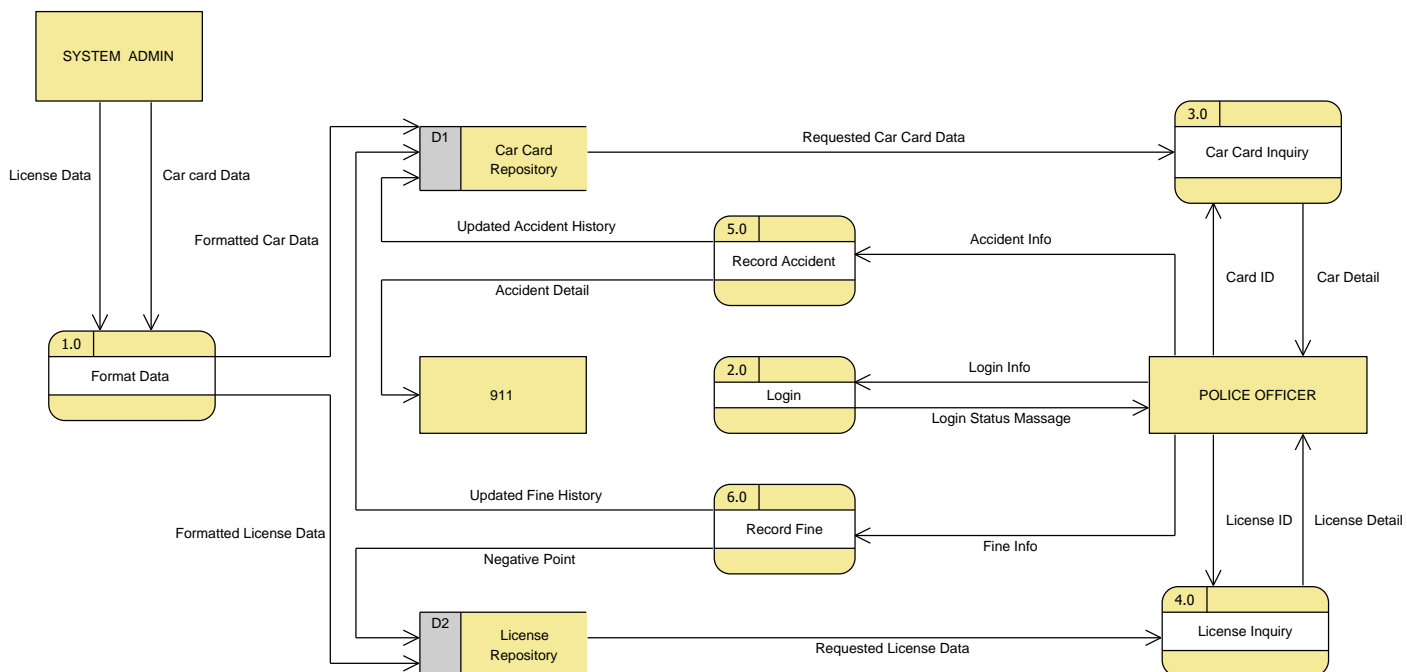 SYSTEM ADMIN
License Data
Car card Data
Formatted Car Data
1.0
Format Data
Formatted License Data
D1
Car Card
Repository
Requested Car Card Data
3.0
Car Card Inquiry
Updated Accident History
5.0
Record Accident
Accident Info
Accident Detail
Card ID
Car Detail
911
2.0
Login
Login Info
Login Status Massage
POLICE OFFICER
Updated Fine History
6.0
Record Fine
Fine Info
Negative Point
License ID
License Detail
D2
License
Repository
Requested License Data
4.0
License Inquiry